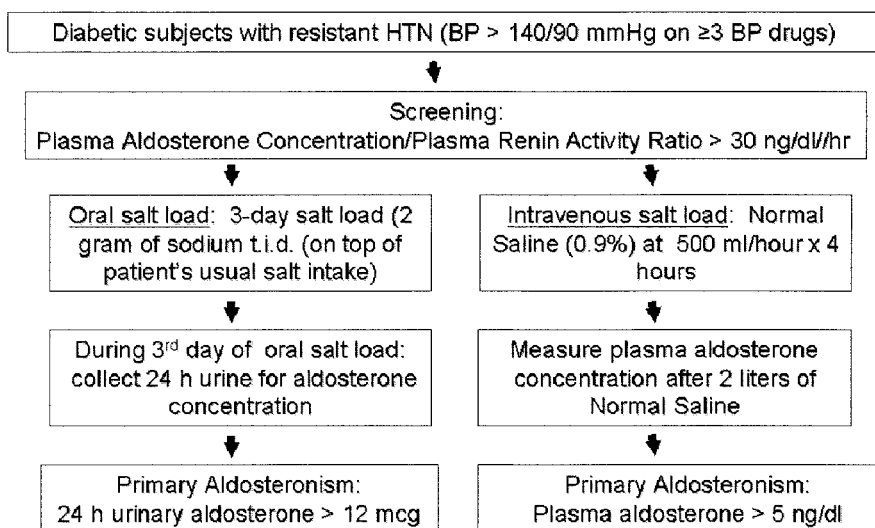 Diabetic subjects with resistant HTN (BP > 140/90 mmHg on ≥3 BP drugs)
Screening:
Plasma Aldosterone Concentration/Plasma Renin Activity Ratio > 30 ng/dl//hr
Oral salt load: 3-day salt load (2
gram of sodium t.i.d. (on top of
patient's usual salt intake)
Intravenous salt load: Normal
Saline (0.9%) at 500 ml/hour x 4
hours
During 3rd day of oral salt load:
collect 24 h urine for aldosterone
concentration
Measure plasma aldosterone
concentration after 2 liters of
Normal Saline
Primary Aldosteronism:
24 h urinary aldosterone > 12 mcg
Primary Aldosteronism:
Plasma aldosterone > 5 ng/dl